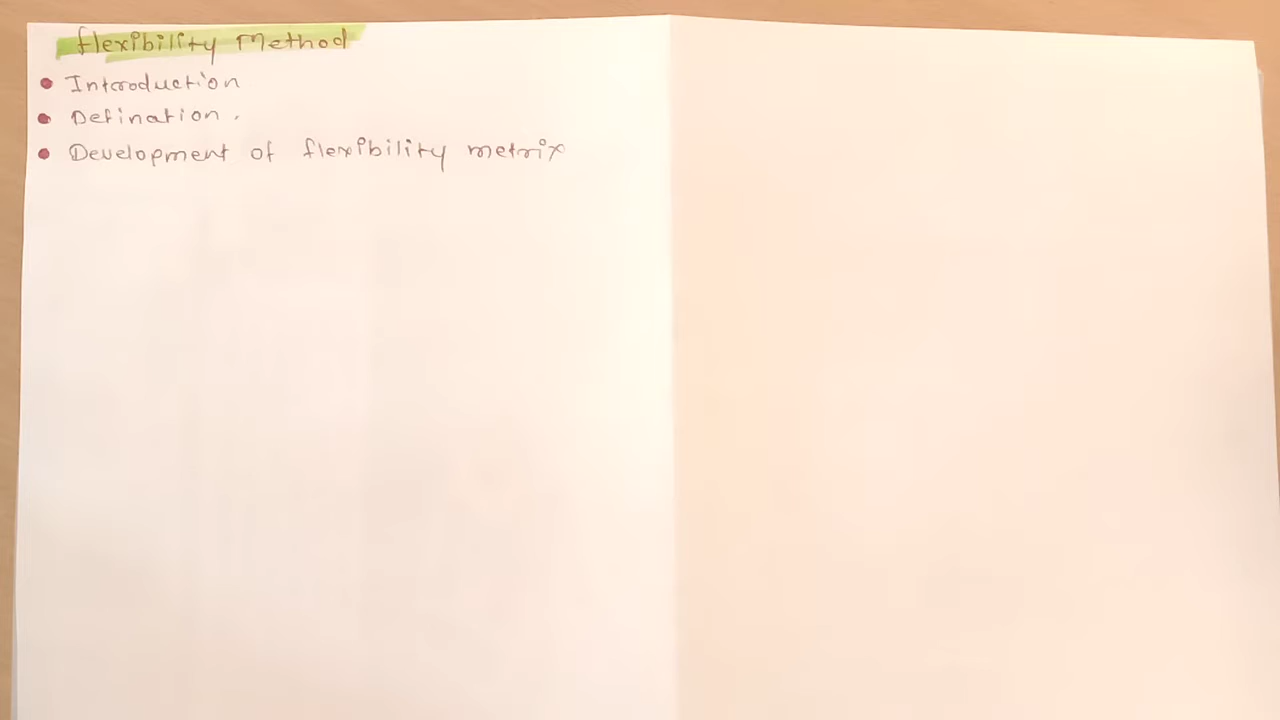 flexibility Method
Introduction
Defination.
Development of flexibility metrix